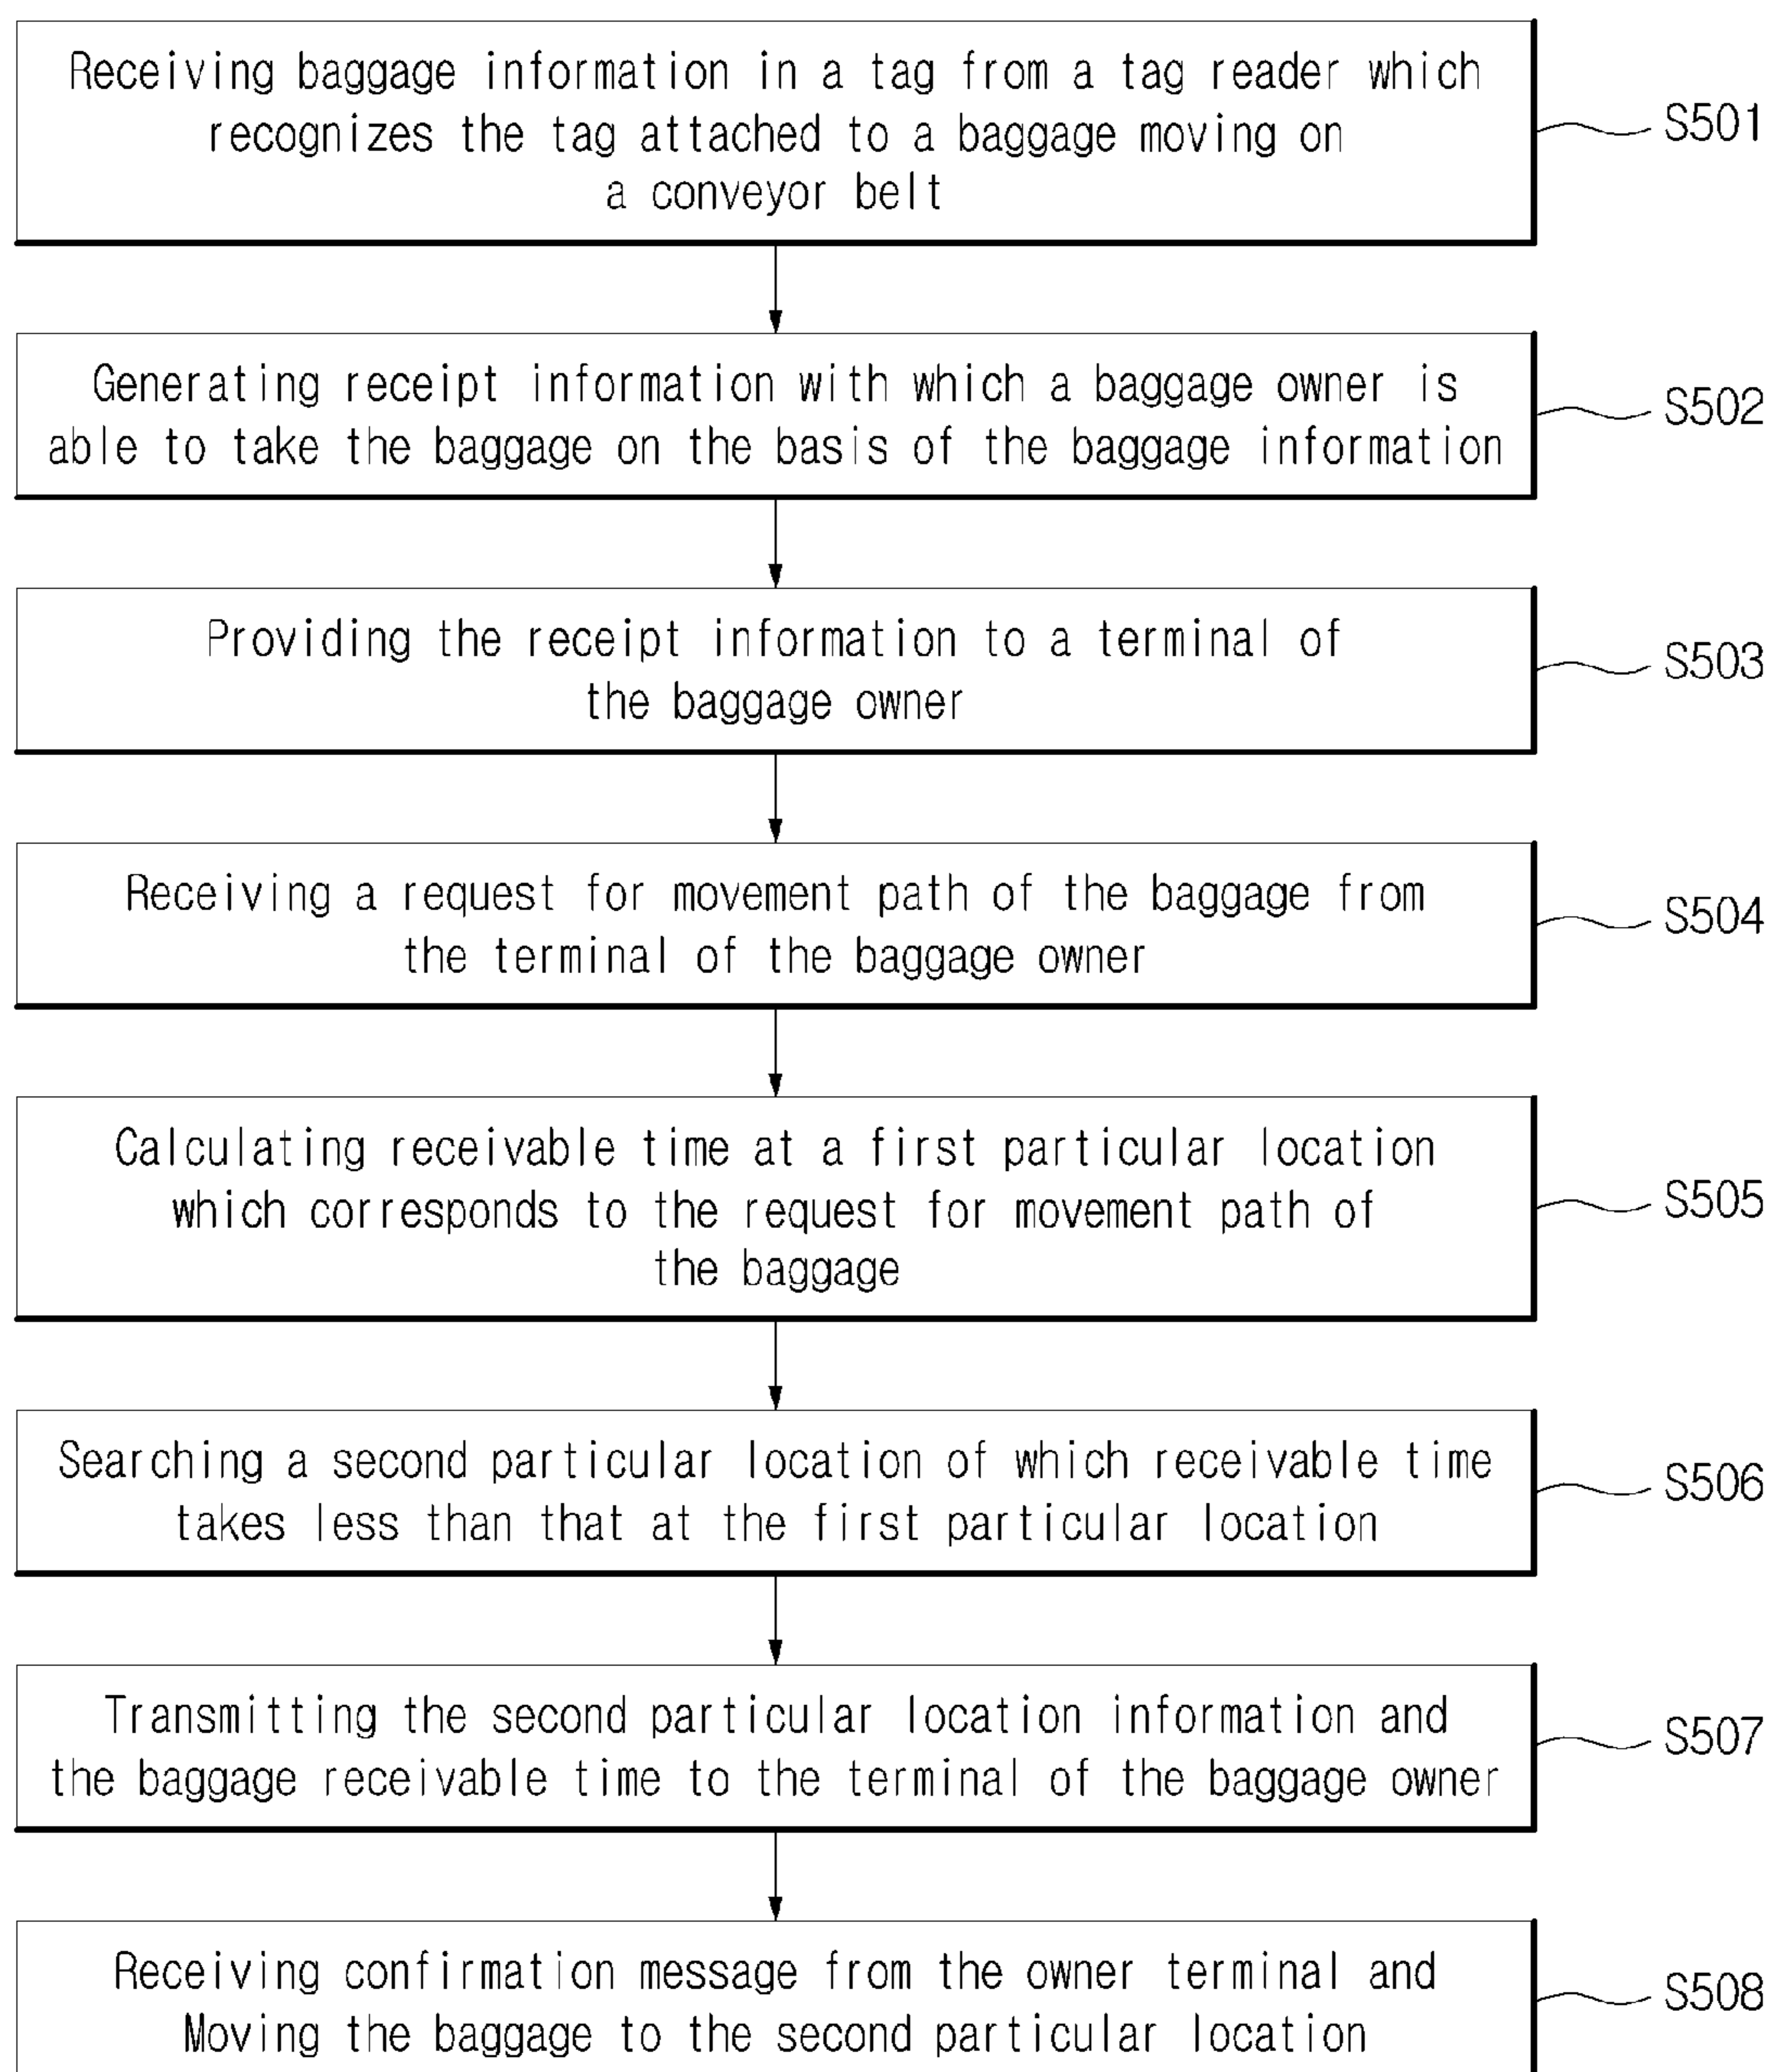 Receiving baggage information in a tag from a tag reader which
recognizes the tag attached to a baggage moving on
a conveyor belt
S501
Generating receipt information with which a baggage owner is
able to take the baggage on the basis of the baggage information
S502
Providing the receipt information to a terminal of
the baggage owner
S503
Receiving a request for movement path of the baggage from
the terminal of the baggage owner
S504
Calculating receivable time at a first particular location
which corresponds to the request for movement path of
the baggage
S505
Searching a second particular location of which receivable time
takes less than that at the first particular location
S506
Transmitting the second particular location information and
the baggage receivable time to the terminal of the baggage owner
S507
Receiving confirmation message from the owner terminal and
Moving the baggage to the second particular location
S508